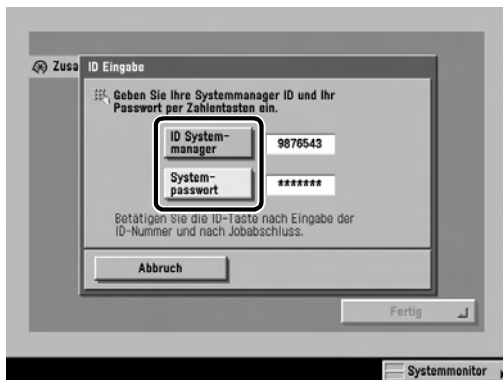 Zusa
ID Eingabe
Geben Sie Ihre Systemmanager ID und Ihr
Passwort per Zahlentasten ein.
ID System-
manager
9876543
System-
passwort
*******
Betätigen Sie die ID-Taste nach Eingabe der
ID-Nummer und nach Jobabschluss.
Abbruch
Fertig
Systemmonitor